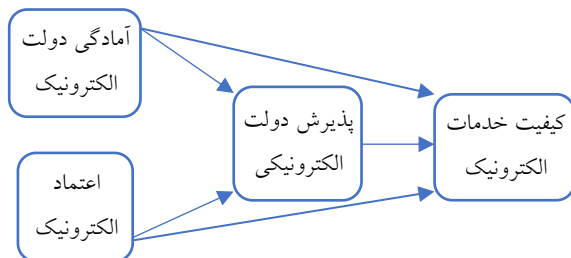 آمادگی دولت
الکترونیک
پذیرش دولت
الکترونیکی
کیفیت خدمات
الکترونیک
اعتماد
الکترونیک